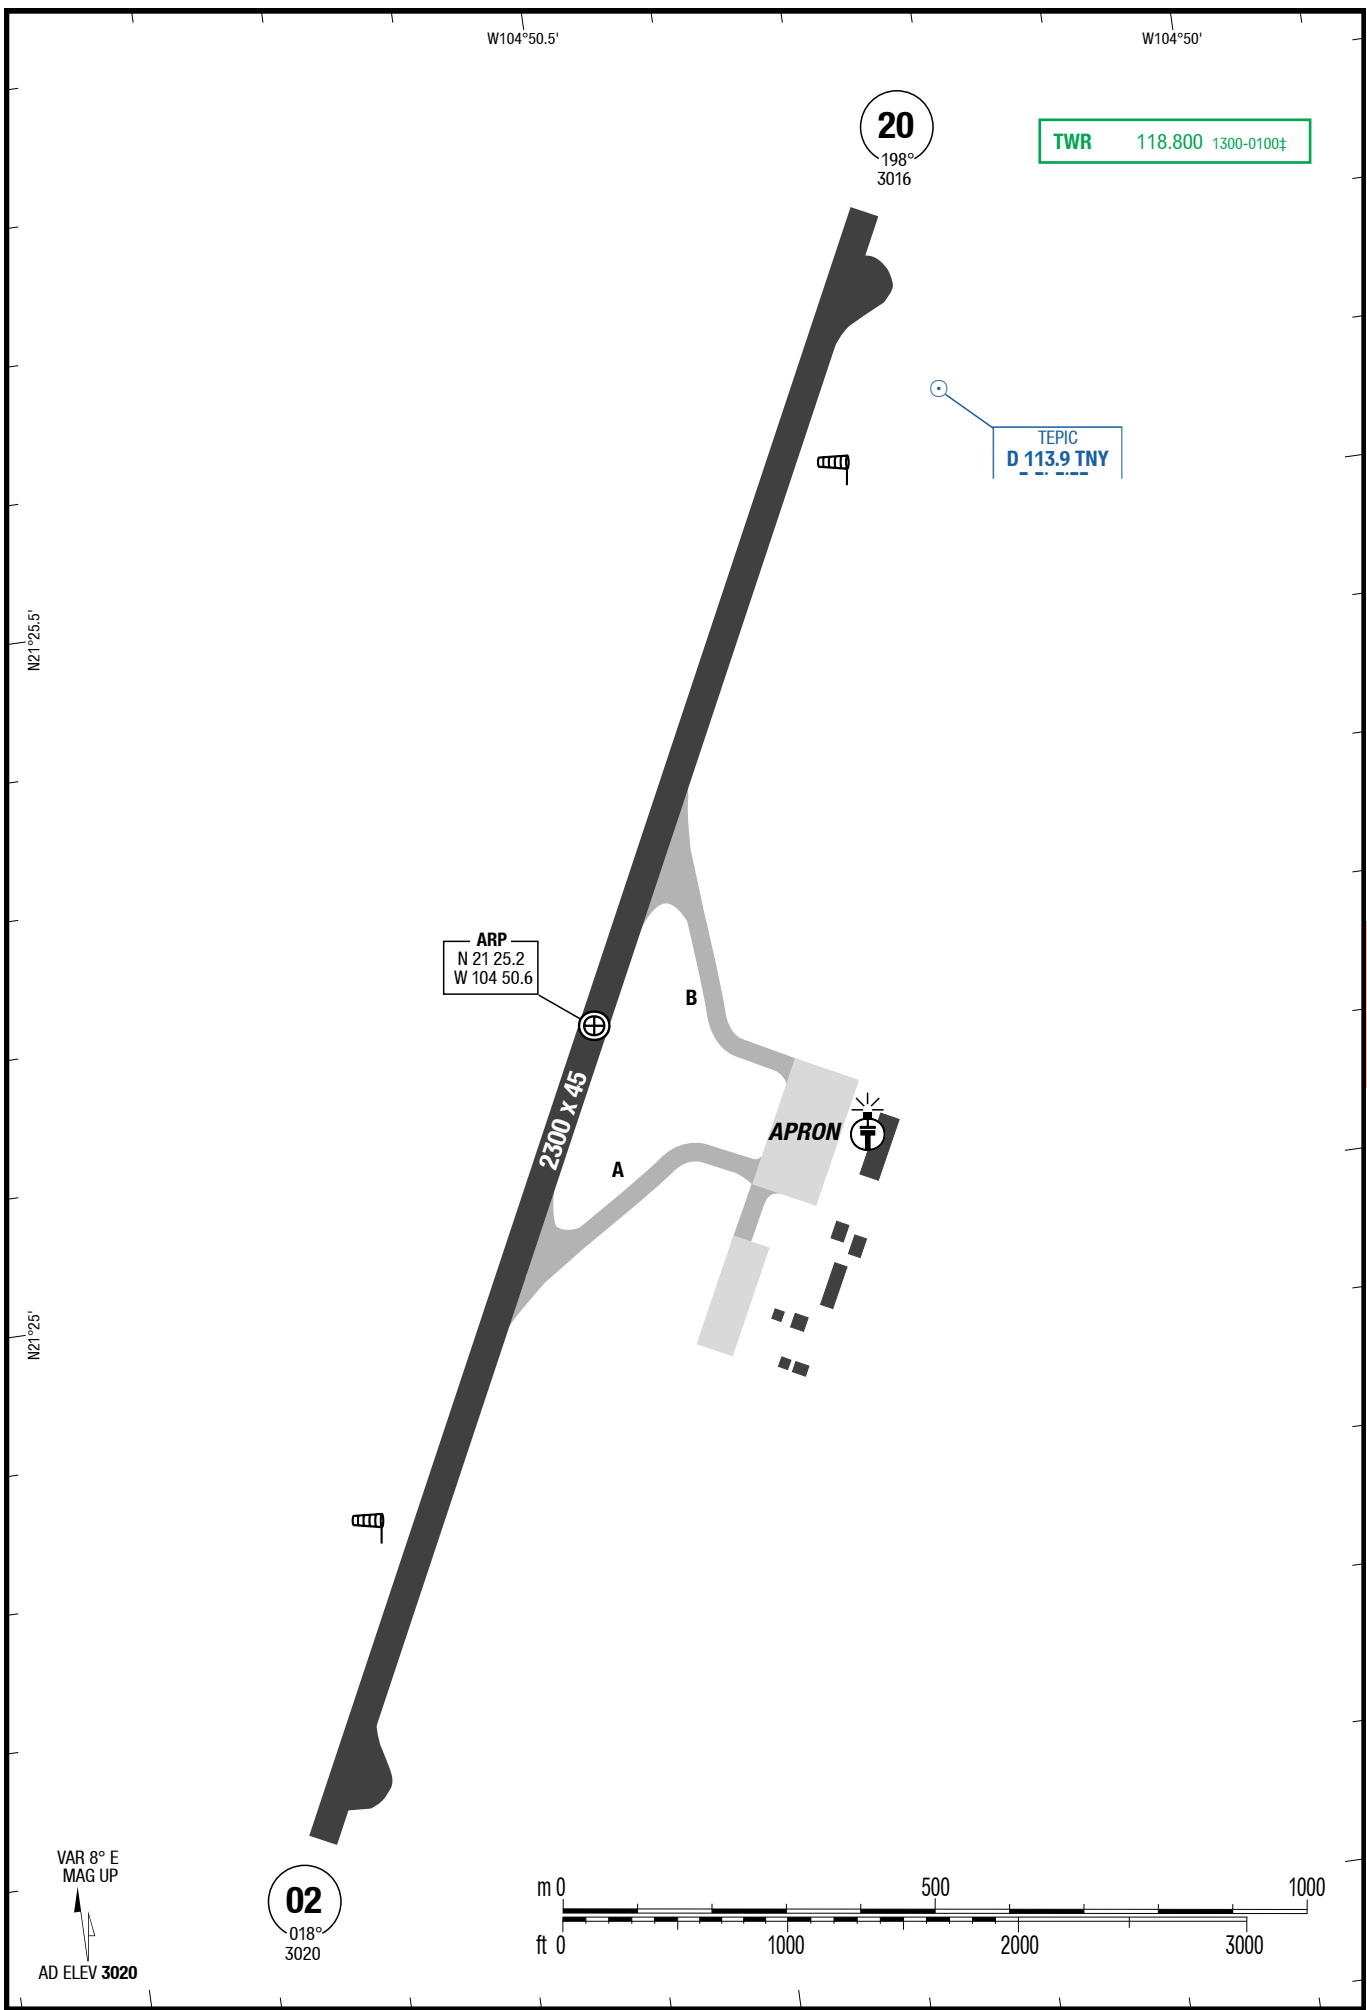 W104°50.5'
W104°50'
20
198°
3016
TWR 118.800 1300-0100‡
TEPIC
D 113.9 TNY
N21°25.5'
ARP
N 21 25.2
W 104 50.6
B
2300 x 45
APRON
T
A
N21°25'
VAR 8° E
MAG UP
AD ELEV 3020
02
018°
3020
m 0 500 1000
ft 0 1000 2000 3000